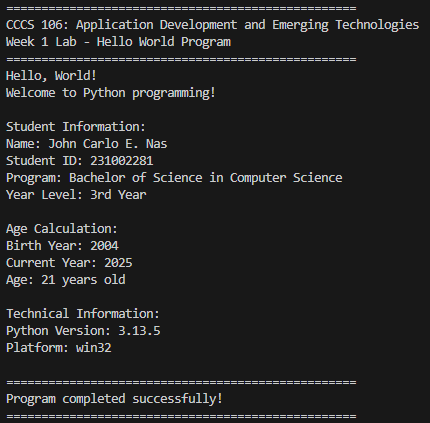 ==================================================
CCCS 106: Application Development and Emerging Technologies
Week 1 Lab - Hello World Program
==================================================
Hello, World!
Welcome to Python programming!

Student Information:
Name: John Carlo E. Nas
Student ID: 231002281
Program: Bachelor of Science in Computer Science
Year Level: 3rd Year

Age Calculation:
Birth Year: 2004
Current Year: 2025
Age: 21 years old

Technical Information:
Python Version: 3.13.5
Platform: win32

==================================================
Program completed successfully!
==================================================